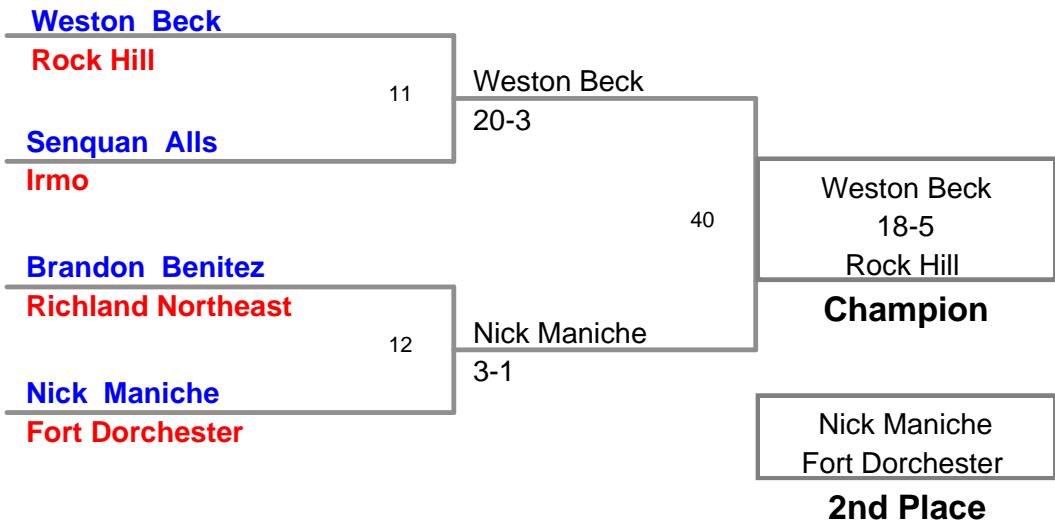 Weston Beck
Rock Hill
11
Senquan Alls
Irmo
Weston Beck
20-3
Brandon Benitez
Richland Northeast
12
Nick Maniche
Fort Dorchester
Nick Maniche
3-1
40
Weston Beck
18-5
Rock Hill
Champion
Nick Maniche
Fort Dorchester
2nd Place